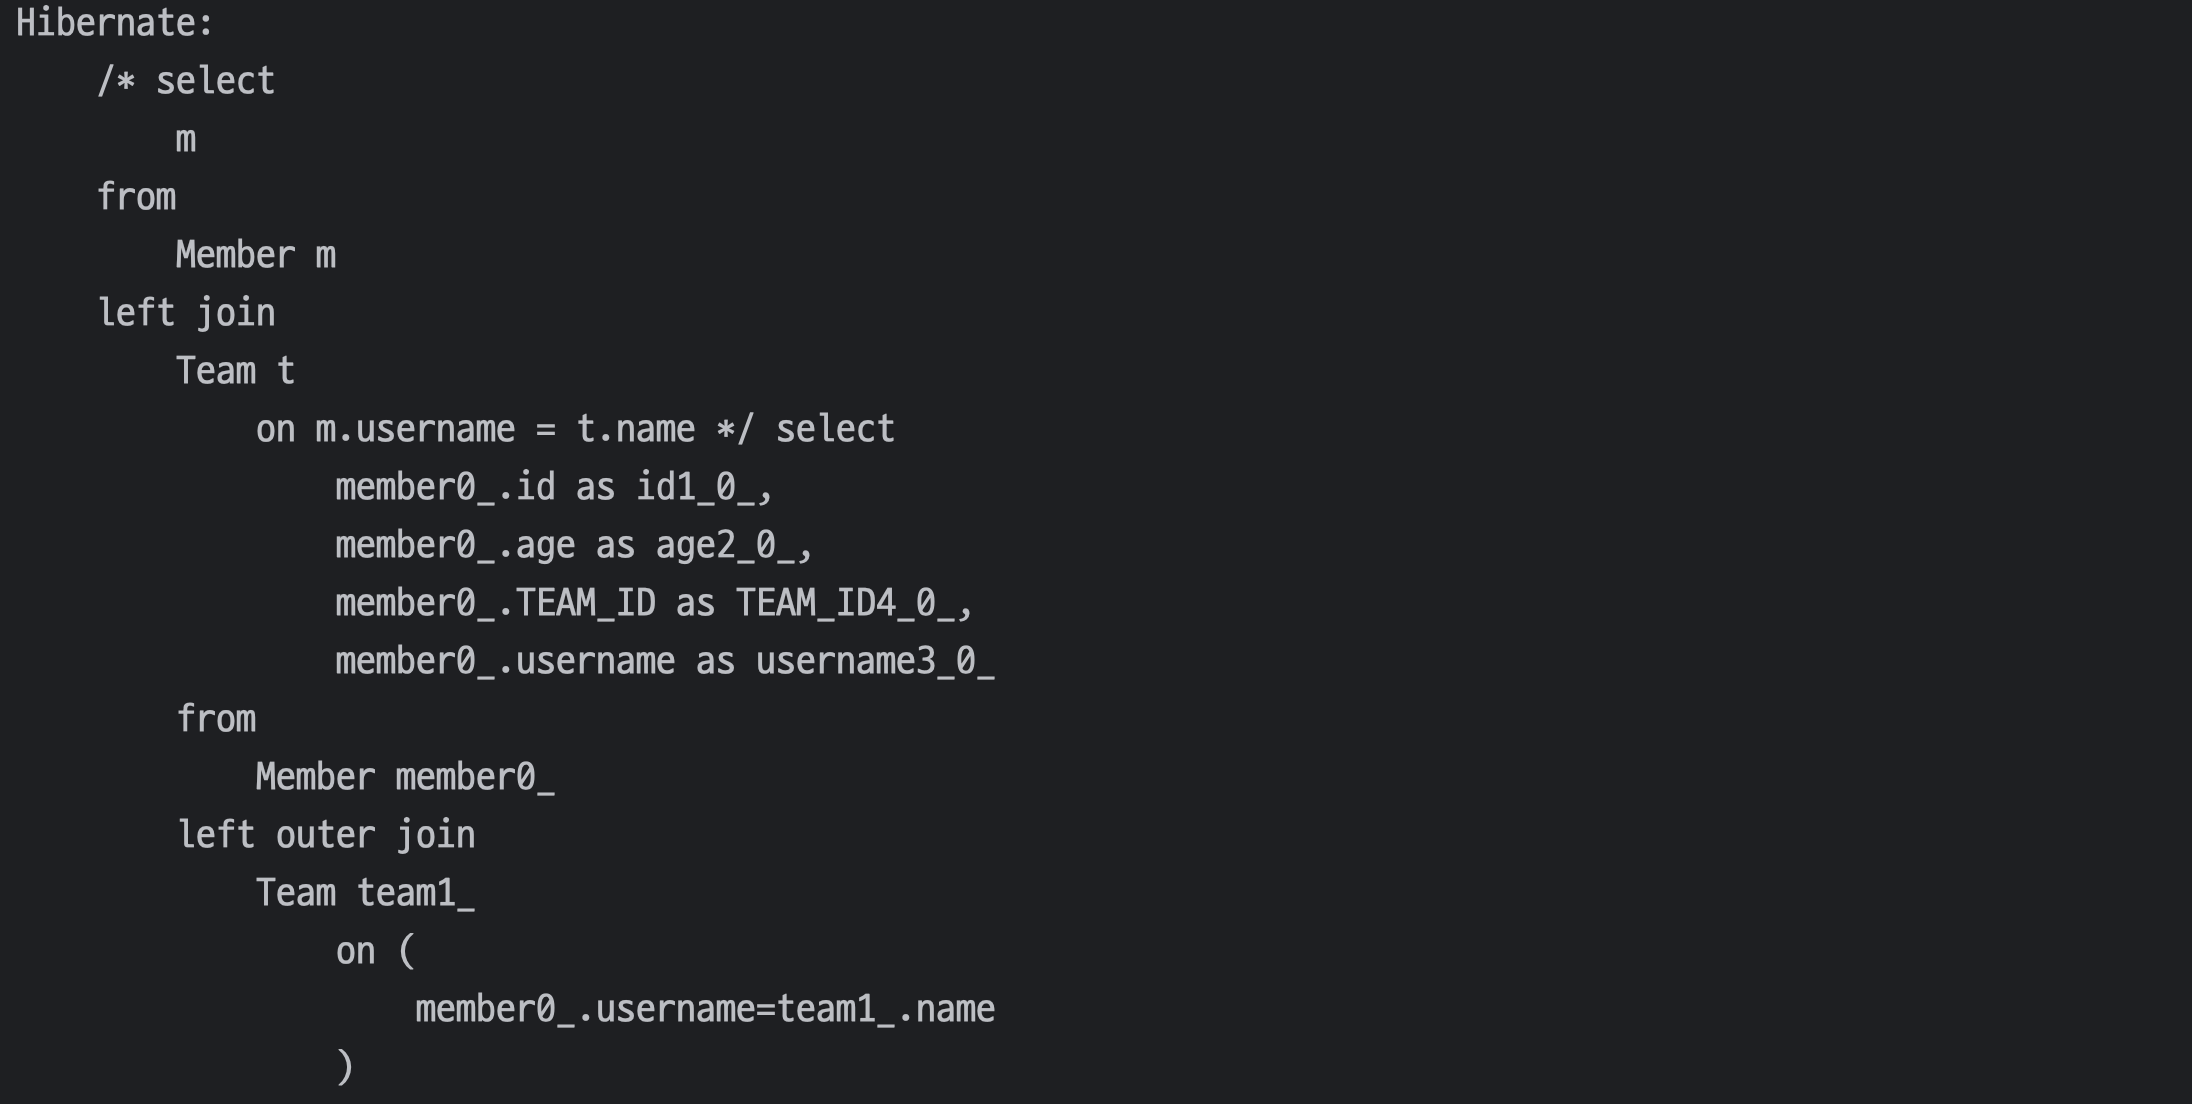 Hibernate:
    /* select
        m
    from
        Member m
    left join
        Team t
            on m.username = t.name */ select
                member0_.id as id1_0_,
                member0_.age as age2_0_,
                member0_.TEAM_ID as TEAM_ID4_0_,
                member0_.username as username3_0_
        from
            Member member0_
        left outer join
            Team team1_
                on (
                    member0_.username=team1_.name
                )